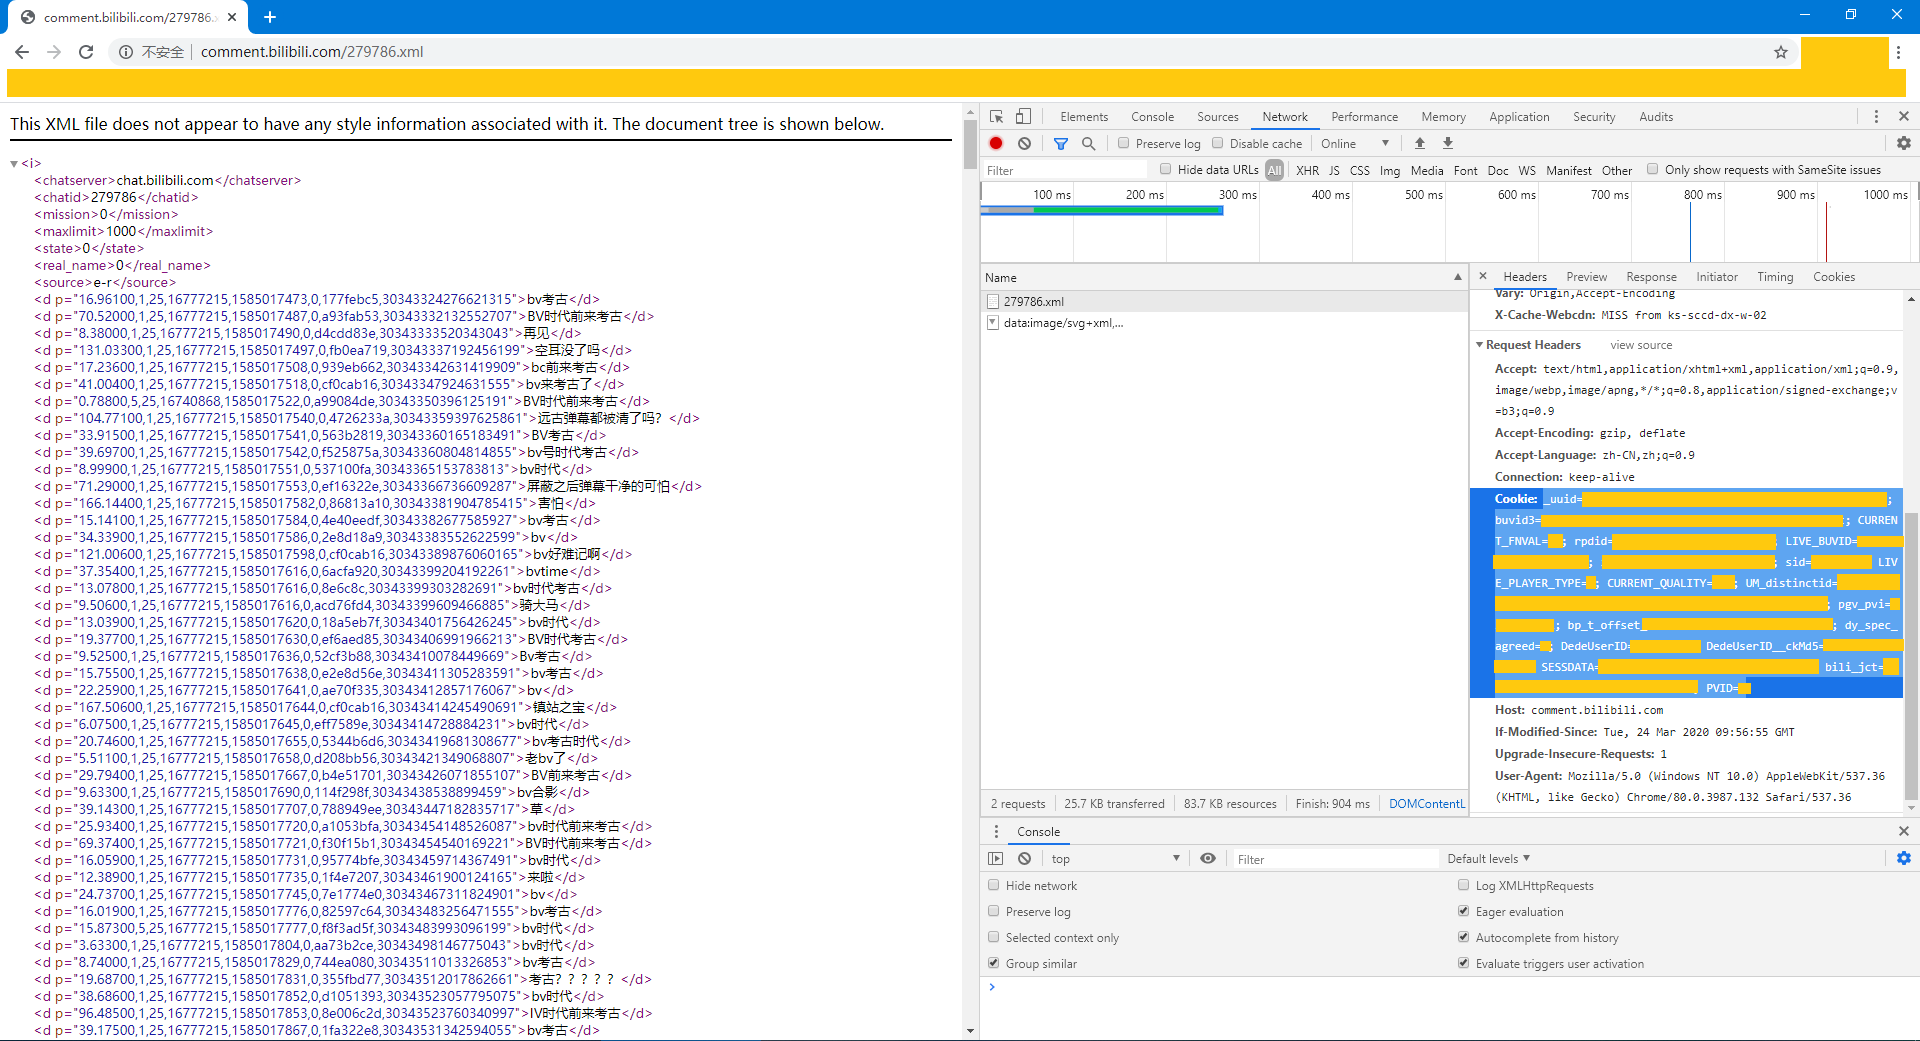 comment.bilibili.com/279786.
不安全
comment.bilibili.com/279786.xml
This XML file does not appear to have any style information associated with it. The document tree is shown below.
<i>
<chatserver>chat.bilibili.com</chatserver>
<chatid>279786</chatid>
<mission>0</mission>
<maxlimit>1000</maxlimit>
<state>0</state>
<real_name>0</real_name>
<source>e-r</source>
<d p="16.96100,1,25,16777215,1585017473,0,177febc5,30343324276621315">bv考古</d>
<d p="70.52000,1,25,16777215,1585017487,0,a93fab53,30343332132552707">BV时代前来考古</d>
<d p="8.38000,1,25,16777215,1585017490,0,d4cdd83e,30343333520343043">再见</d>
<d p="131.03300,1,25,16777215,1585017497,0,fb0ea719,30343337192456199">空耳没了吗</d>
<d p="17.23600,1,25,16777215,1585017508,0,939eb662,30343342631419909">bc前来考古</d>
<d p="41.00400,1,25,16777215,1585017518,0,cf0cab16,30343347924631555">bv来考古了</d>
<d p="0.78800,5,25,16740868,1585017522,0,a99084de,30343350396125191">BV时代前来考古</d>
<d p="104.77100,1,25,16777215,1585017540,0,4726233a,30343359397625861">远古弹幕都被清了吗？</d>
<d p="33.91500,1,25,16777215,1585017541,0,563b2819,30343360165183491">BV考古</d>
<d p="39.69700,1,25,16777215,1585017542,0,f525875a,30343360804814855">bv号时代考古</d>
<d p="8.99900,1,25,16777215,1585017551,0,537100fa,30343365153783813">bv时代</d>
<d p="71.29000,1,25,16777215,1585017553,0,ef16322e,30343366736609287">屏蔽之后弹幕干净的可怕</d>
<d p="166.14400,1,25,16777215,1585017582,0,86813a10,30343381904785415">害怕</d>
<d p="15.14100,1,25,16777215,1585017584,0,4e40eedf,30343382677585927">bv考古</d>
<d p="34.33900,1,25,16777215,1585017586,0,2e8d18a9,30343383552622599">bv</d>
<d p="121.00600,1,25,16777215,1585017598,0,cf0cab16,30343389876060165">bv好难记啊</d>
<d p="37.35400,1,25,16777215,1585017616,0,6acfa920,30343399204192261">bvtime</d>
<d p="13.07800,1,25,16777215,1585017616,0,8e6c8c,30343399303282691">bv时代考古</d>
<d p="9.50600,1,25,16777215,1585017616,0,acd76fd4,30343399609466885">骑大马</d>
<d p="13.03900,1,25,16777215,1585017620,0,18a5eb7f,30343401756426245">bv时代</d>
<d p="19.37700,1,25,16777215,1585017630,0,ef6aed85,30343406991966213">BV时代考古</d>
<d p="9.52500,1,25,16777215,1585017636,0,52cf3b88,30343410078449669">Bv考古</d>
<d p="15.75500,1,25,16777215,1585017638,0,e2e8d56e,30343411305283591">bv考古</d>
<d p="22.25900,1,25,16777215,1585017641,0,ae70f335,30343412857176067">bv</d>
<d p="167.50600,1,25,16777215,1585017644,0,cf0cab16,30343414245490691">镇站之宝</d>
<d p="6.07500,1,25,16777215,1585017645,0,eff7589e,30343414728884231">bv时代</d>
<d p="20.74600,1,25,16777215,1585017655,0,5344b6d6,30343419681308677">bv考古时代</d>
<d p="5.51100,1,25,16777215,1585017658,0,d208bb56,30343421349068807">老bv了</d>
<d p="29.79400,1,25,16777215,1585017667,0,b4e51701,30343426071855107">BV前来考古</d>
<d p="9.63300,1,25,16777215,1585017690,0,114f298f,30343438538899459">bv合影</d>
<d p="39.14300,1,25,16777215,1585017707,0,788949ee,30343447182835717">草</d>
<d p="25.93400,1,25,16777215,1585017720,0,a1053bfa,30343454148526087">bv时代前来考古</d>
<d p="69.37400,1,25,16777215,1585017721,0,f30f15b1,30343454540169221">BV时代前来考古</d>
<d p="16.05900,1,25,16777215,1585017731,0,95774bfe,30343459714367491">bv时代</d>
<d p="12.38900,1,25,16777215,1585017735,0,1f4e7207,30343461900124165">来啦</d>
<d p="24.73700,1,25,16777215,1585017745,0,7e1774e0,30343467311824901">bv</d>
<d p="16.01900,1,25,16777215,1585017776,0,82597c64,30343483256471555">bv考古</d>
<d p="15.87300,5,25,16777215,1585017777,0,f8f3ad5f,30343483993096199">bv时代</d>
<d p="3.63300,1,25,16777215,1585017804,0,aa73b2ce,30343498146775043">bv时代</d>
<d p="8.74000,1,25,16777215,1585017829,0,744ea080,30343511013326853">bv考古</d>
<d p="19.68700,1,25,16777215,1585017831,0,355fbd77,30343512017862661">考古？？？？？</d>
<d p="38.68600,1,25,16777215,1585017852,0,d1051393,30343523057795075">bv时代</d>
<d p="96.48500,1,25,16777215,1585017853,0,8e006c2d,30343523760340997">IV时代前来考古</d>
<d p="39.17500,1,25,16777215,1585017867,0,1fa322e8,30343531342594055">bv考古</d>
Elements Console Sources Network Performance Memory Application Security Audits
Preserve log Disable cache Online
Filter Hide data URLs All XHR JS CSS Img Media Font Doc WS Manifest Other Only show requests with SameSite issues
100 ms 200 ms 300 ms 400 ms 500 ms 600 ms 700 ms 800 ms 900 ms 1000 ms
Name
279786.xml
data:image/svg+xml,...
2 requests 25.7 KB transferred 83.7 KB resources Finish: 904 ms DOMContentL
Headers Preview Response Initiator Timing Cookies
Vary: Origin,Accept-Encoding
X-Cache-Webcdn: MISS from ks-sccd-dx-w-02
Request Headers view source
Accept: text/html,application/xhtml+xml,application/xml;q=0.9,
image/webp,image/apng,*/*;q=0.8,application/signed-exchange;v
=b3;q=0.9
Accept-Encoding: gzip, deflate
Accept-Language: zh-CN,zh;q=0.9
Connection: keep-alive
Cookie: _uuid= ;
buvid3= ; CURREN
T_FNVAL= ; rpdid= ; LIVE_BUVID=
; ; sid= LIV
E_PLAYER_TYPE= ; CURRENT_QUALITY= ; UM_distinctid=
; pgv_pvi=
; bp_t_offset_ ; dy_spec_
agreed= ; DedeUserID= DedeUserID__ckMd5=
SESSDATA= bili_jct=
PVID=
Host: comment.bilibili.com
If-Modified-Since: Tue, 24 Mar 2020 09:56:55 GMT
Upgrade-Insecure-Requests: 1
User-Agent: Mozilla/5.0 (Windows NT 10.0) AppleWebKit/537.36
(KHTML, like Gecko) Chrome/80.0.3987.132 Safari/537.36
Console
top Filter Default levels
Hide network Log XMLHttpRequests
Preserve log Eager evaluation
Selected context only Autocomplete from history
Group similar Evaluate triggers user activation